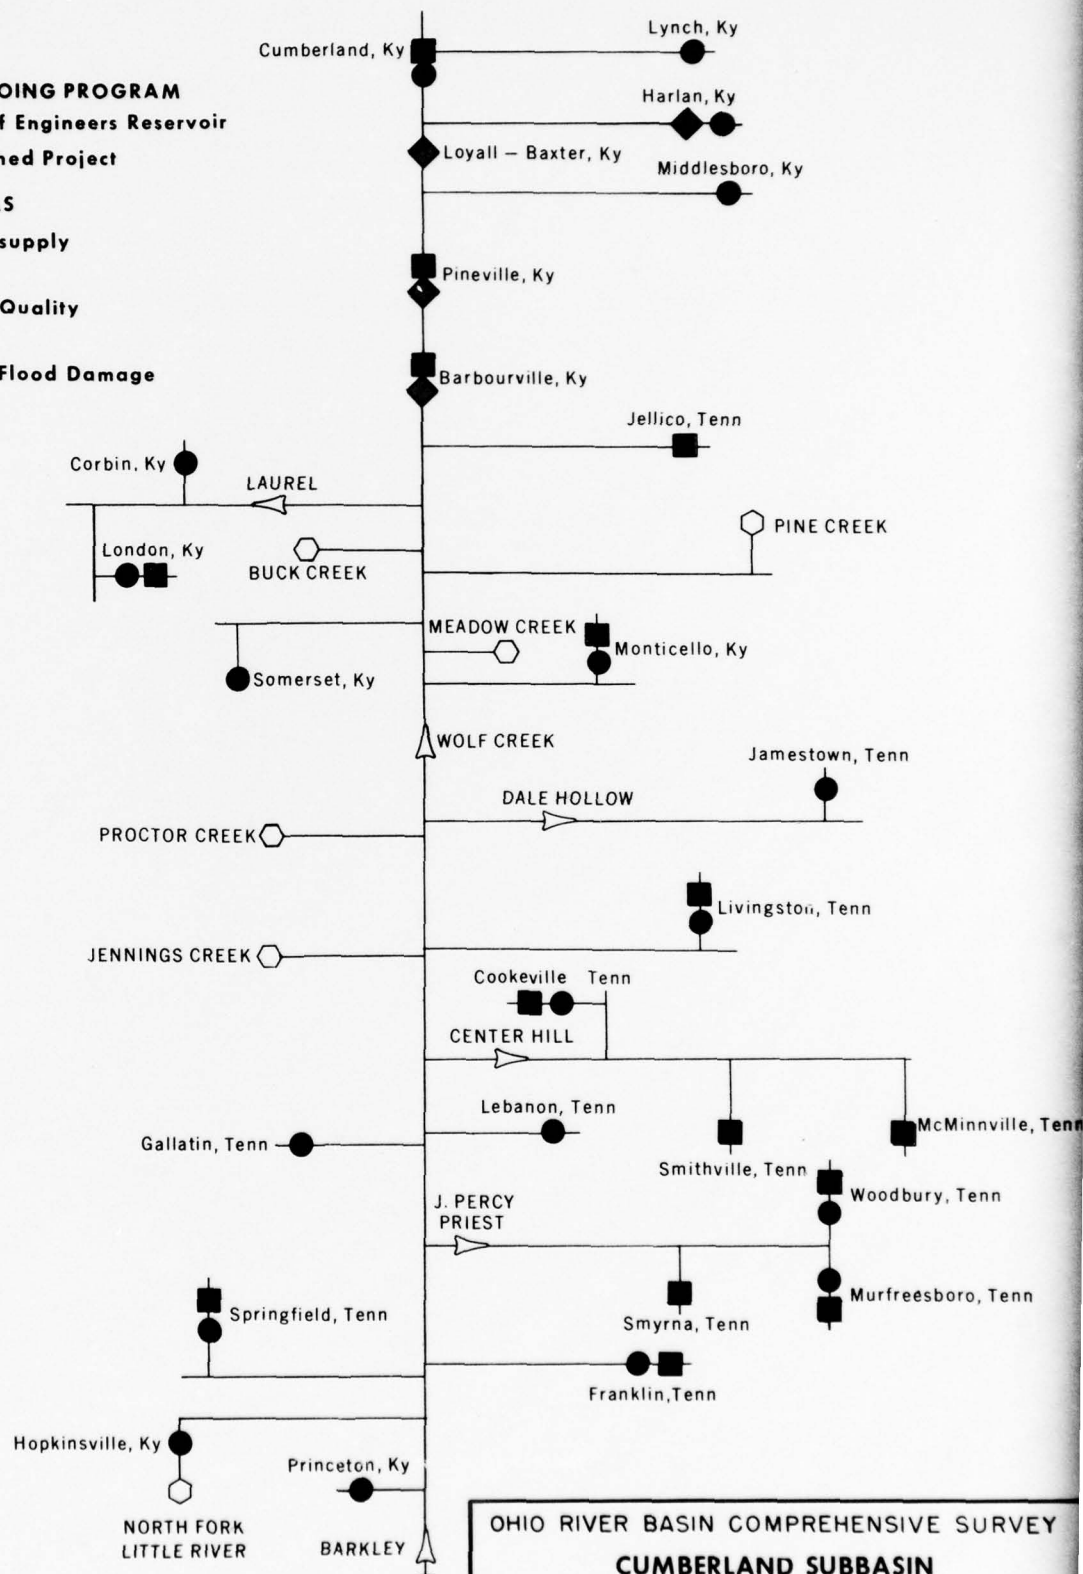 OING PROGRAM
f Engineers Reservoir
ned Project
LS
supply
Quality
Flood Damage
Lynch, Ky
Cumberland, Ky
Harlan, Ky
Loyall – Baxter, Ky
Middlesboro, Ky
Pineville, Ky
Barbourville, Ky
Jellico, Tenn
Corbin, Ky
LAUREL
PINE CREEK
London, Ky
BUCK CREEK
MEADOW CREEK
Monticello, Ky
Somerset, Ky
WOLF CREEK
Jamestown, Tenn
DALE HOLLOW
PROCTOR CREEK
Livingston, Tenn
JENNINGS CREEK
Cookeville Tenn
CENTER HILL
Lebanon, Tenn
Gallatin, Tenn
McMinnville, Tenn
Smithville, Tenn
Woodbury, Tenn
J. PERCY
PRIEST
Murfreesboro, Tenn
Springfield, Tenn
Smyrna, Tenn
Franklin,Tenn
Hopkinsville, Ky
Princeton, Ky
NORTH FORK
LITTLE RIVER
BARKLEY
OHIO RIVER BASIN COMPREHENSIVE SURVEY
CUMBERLAND SUBBASIN